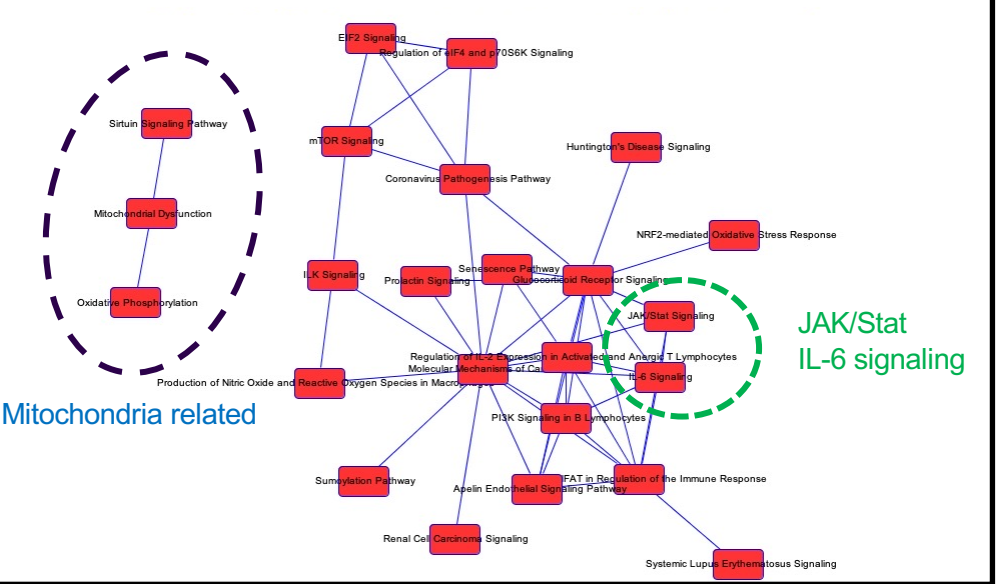 EIF2 Signaling
Regulation of eIF4 and p70S6K Signaling
Sirtuin Signaling Pathway
mTOR Signaling
Huntington's Disease Signaling
Coronavirus Pathogenesis Pathway
Mitochondrial Dysfunction
NRF2-mediated Oxidative Stress Response
ILK Signaling
Prolactin Signaling
Senescence Pathway
Glucocorticoid Receptor Signaling
Oxidative Phosphorylation
JAK/Stat Signaling
JAK/Stat
IL-6 signaling
Regulation of IL-2 Expression in Activated and Anergic T Lymphocytes
Molecular Mechanisms of
IL-6 Signaling
Production of Nitric Oxide and Reactive Oxygen Species in
Mitochondria related
PI3K Signaling in B Lymphocytes
Sumoylation Pathway
Apelin Endothelial Signaling Pathway
FAT in Regulation of the Immune Response
Renal Cell Carcinoma Signaling
Systemic Lupus Erythematosus Signaling